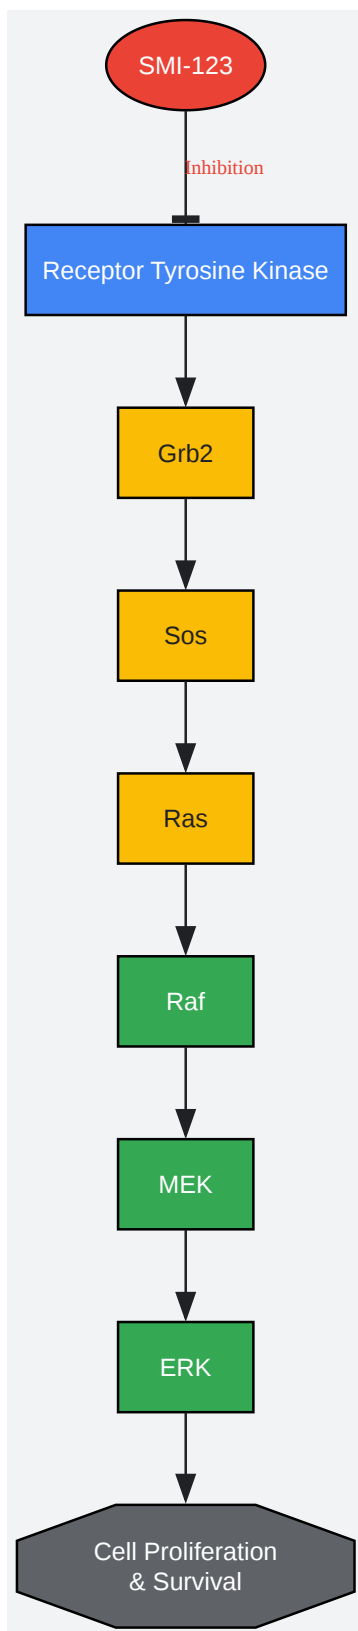 SMI-123
Inhibition
Receptor Tyrosine Kinase
Grb2
Sos
Ras
Raf
MEK
ERK
Cell Proliferation
& Survival